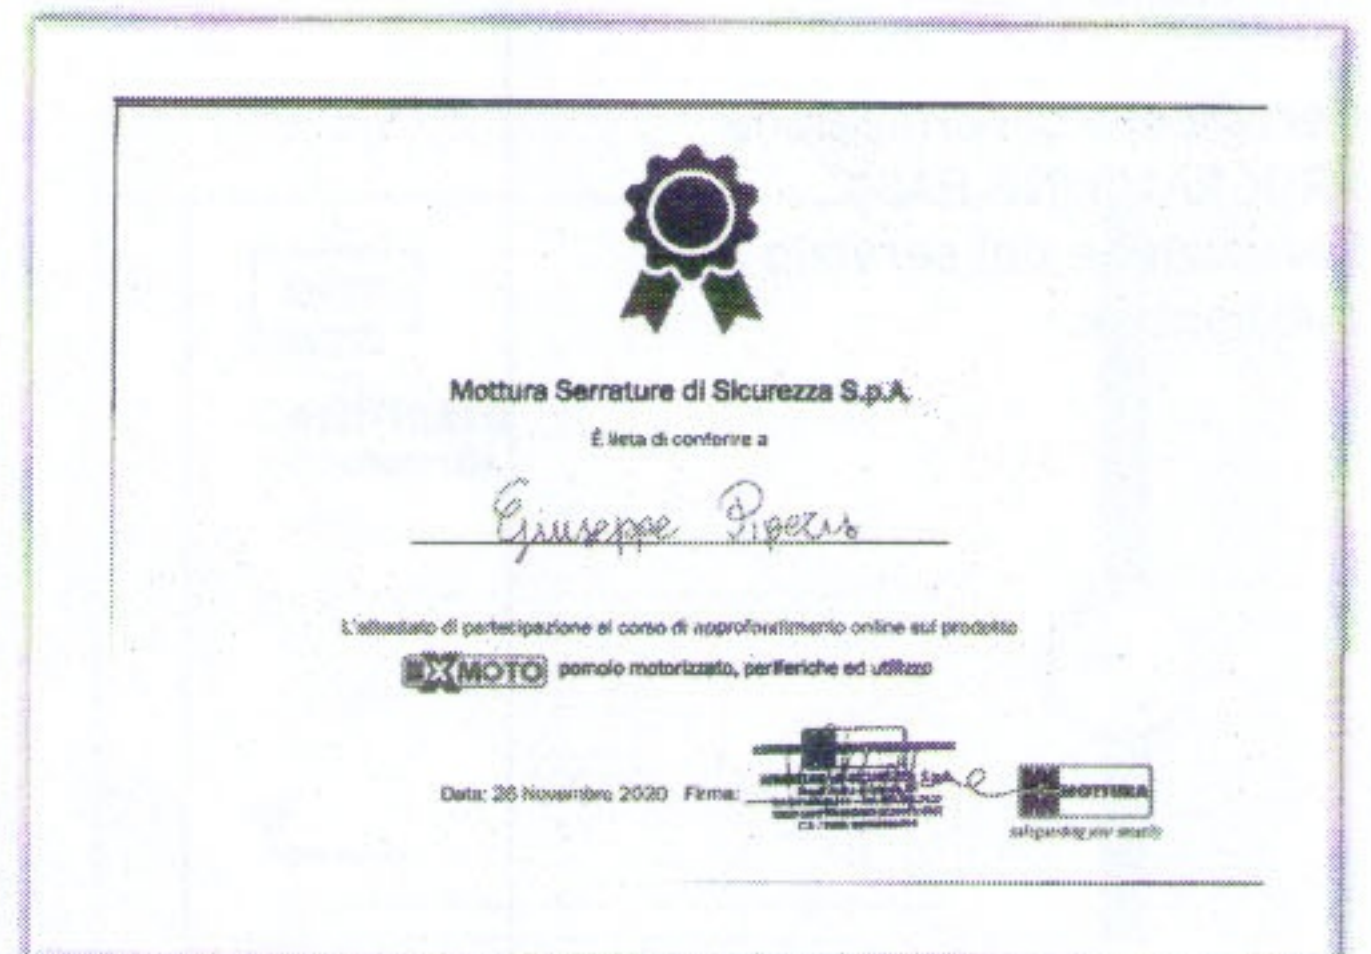 Mottura Serrature di Sicurezza S.p.A.
È lieta di conferire a
Giuseppe Piperis
L'attestato di partecipazione al corso di approfondimento online sul prodotto
XMOTO pomolo motorizzato, periferiche ed utilizzo
Data: 26 Novembre 2020 Firma:
MOTTURA
safeguarding your security